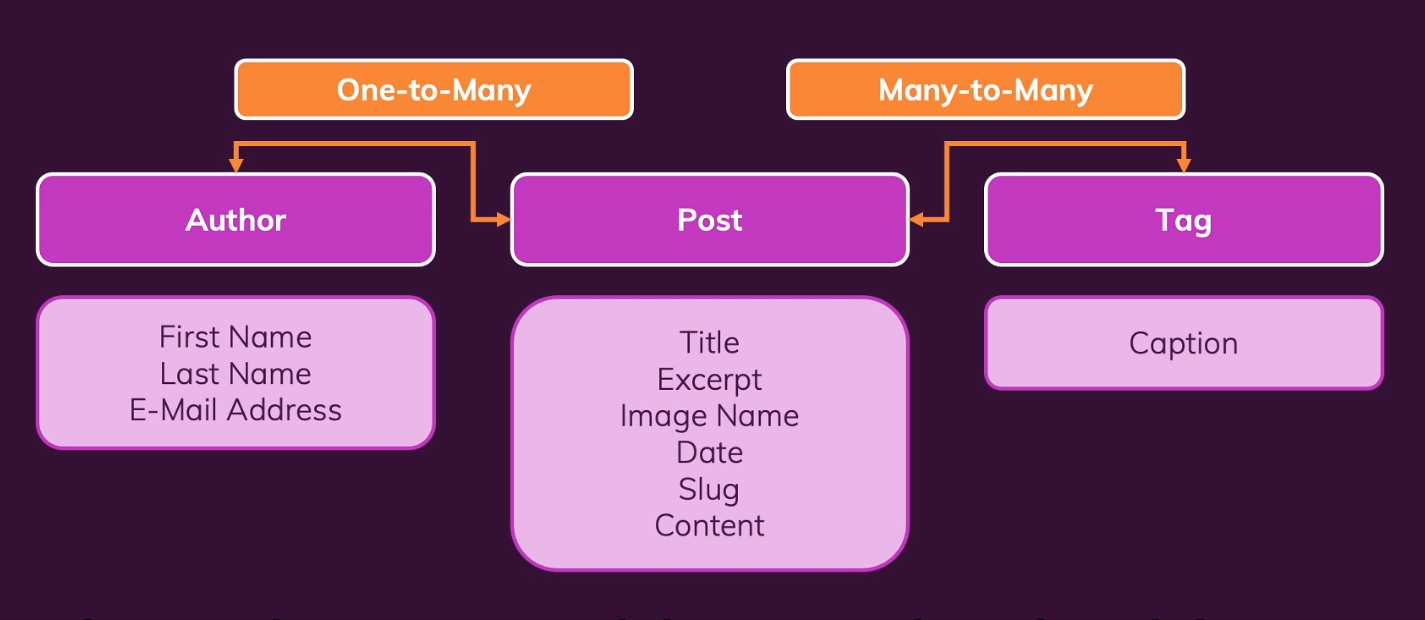 One-to-Many
Many-to-Many
Author
Post
Tag
First Name
Last Name
E-Mail Address
Title
Excerpt
Image Name
Date
Slug
Content
Caption